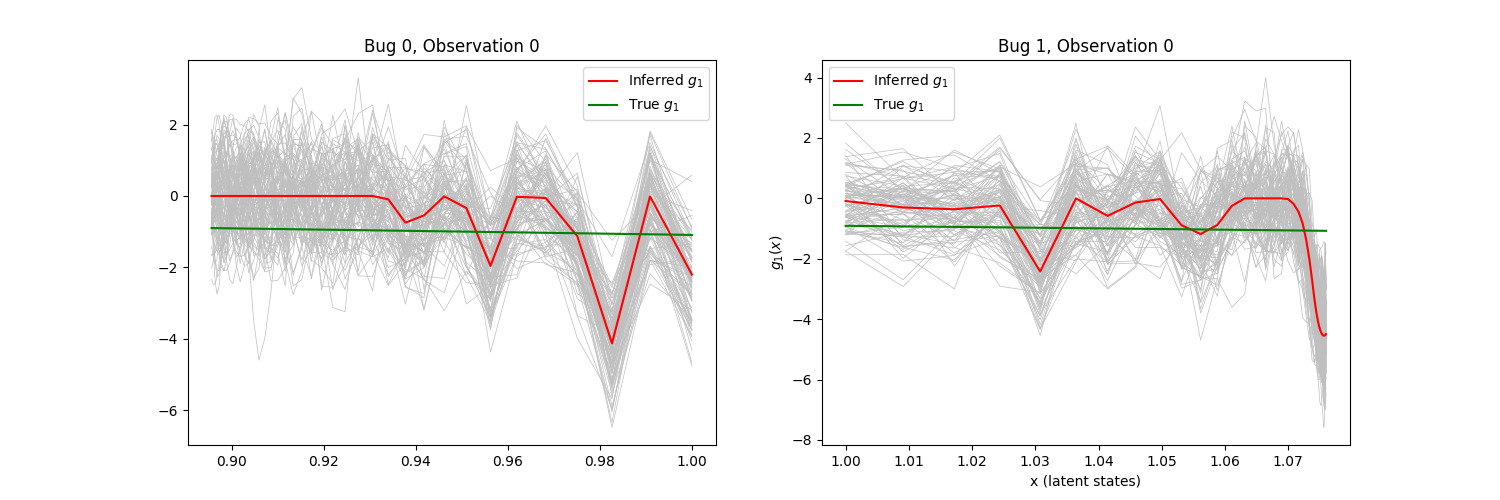 Bug 0, Observation 0
Inferred g₁
True g₁
2
0
−2
−4
−6
0.90 0.92 0.94 0.96 0.98 1.00
Bug 1, Observation 0
Inferred g₁
True g₁
g₁(x)
4
2
0
−2
−4
−6
−8
1.00 1.01 1.02 1.03 1.04 1.05 1.06 1.07
x (latent states)